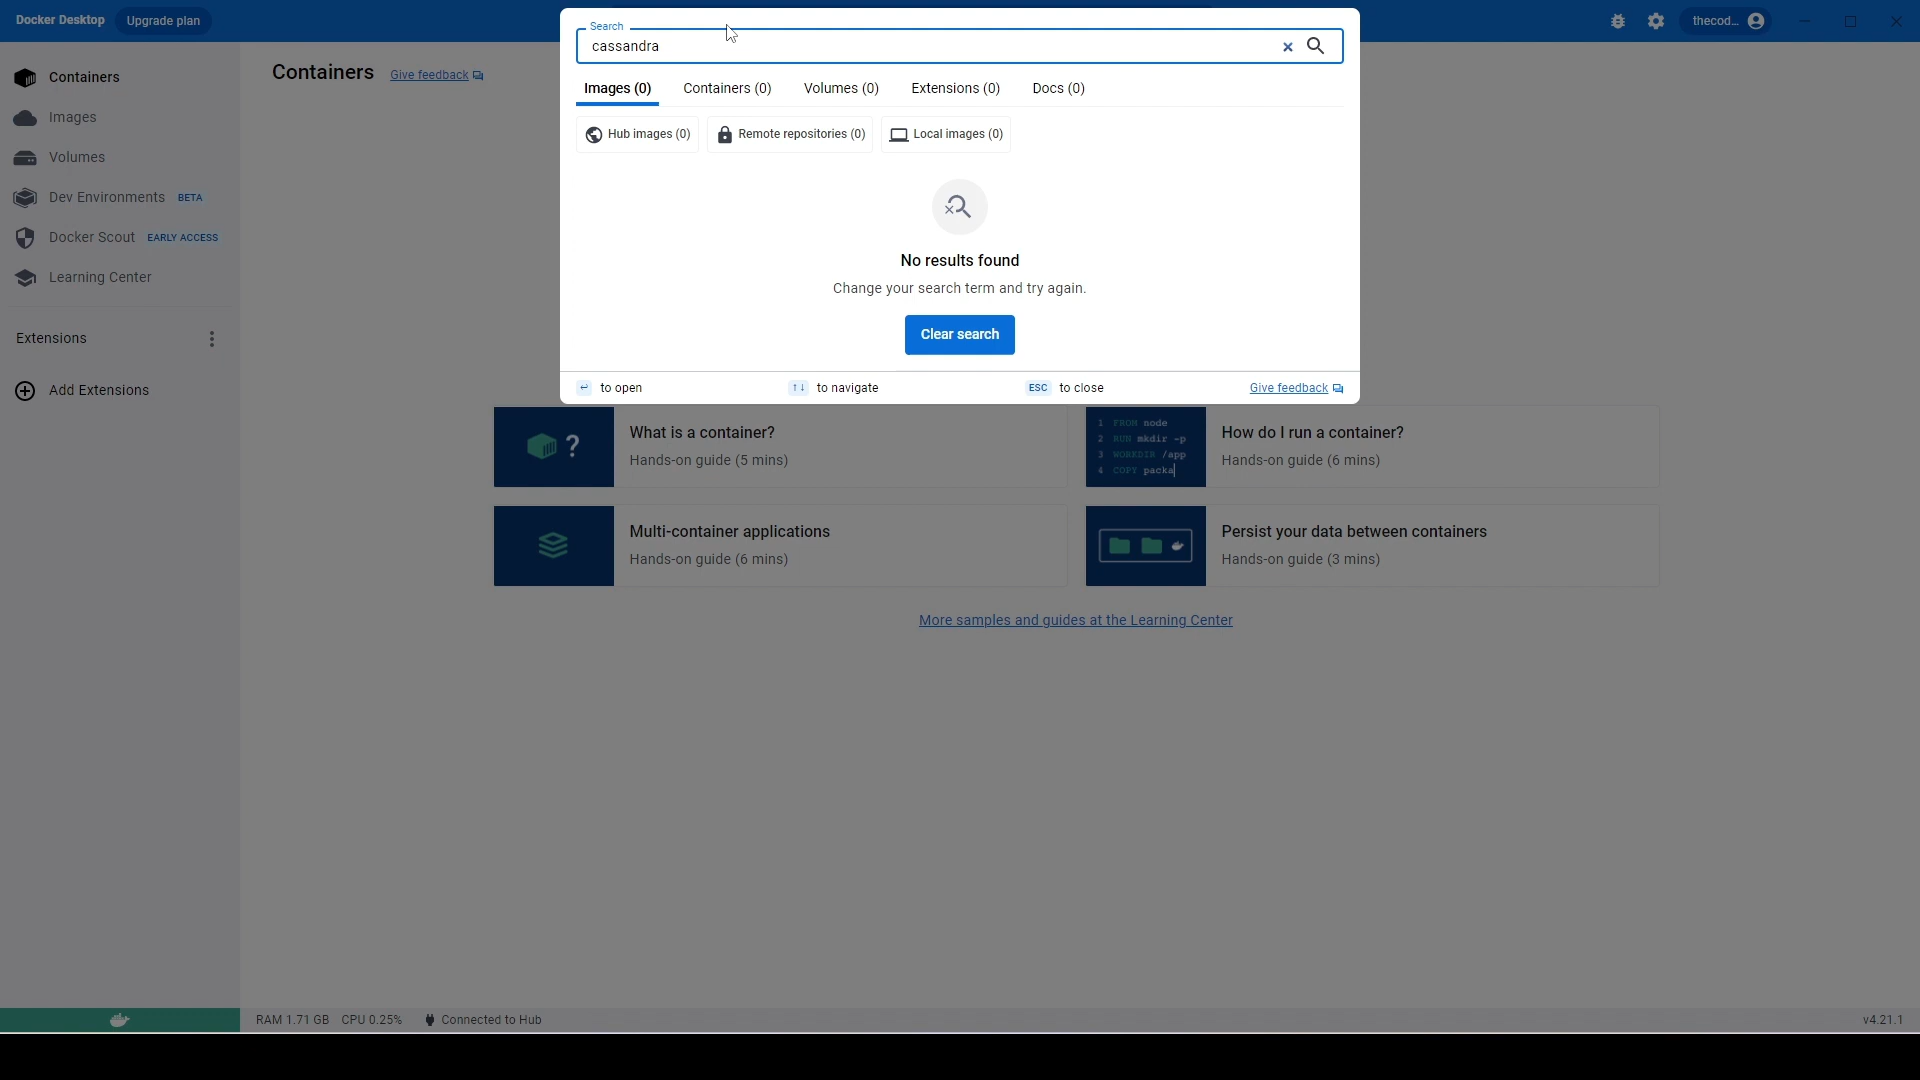 Docker Desktop Upgrade plan thecod...
Search
cassandra
Images (0) Containers (0) Volumes (0) Extensions (0) Docs (0)
Hub images (0) Remote repositories (0) Local images (0)
No results found
Change your search term and try again.
Clear search
to open to navigate ESC to close Give feedback
Containers
Images
Volumes
Dev Environments BETA
Docker Scout EARLY ACCESS
Learning Center
Extensions
Add Extensions
Containers Give feedback
What is a container?
Hands-on guide (5 mins)
1 FROM node
2 RUN mkdir -p
3 WORKDIR /app
4 COPY packa
How do I run a container?
Hands-on guide (6 mins)
Multi-container applications
Hands-on guide (6 mins)
Persist your data between containers
Hands-on guide (3 mins)
More samples and guides at the Learning Center
RAM 1.71 GB CPU 0.25% Connected to Hub v4.21.1